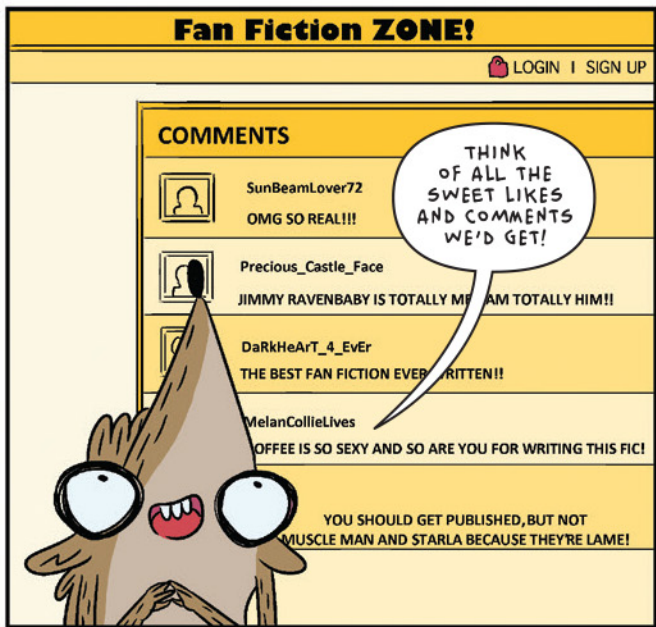 Fan Fiction ZONE!
LOGIN I SIGN UP
COMMENTS
THINK
OF ALL THE
SWEET LIKES
AND COMMENTS
WE'D GET!
SunBeamLover72
OMG SO REAL!!!
Precious_Castle_Face
JIMMY RAVENBABY IS TOTALLY AM TOTALLY HIM!!
DaRkHeArT_4_EvEr
THE BEST FAN FICTION EVER WRITTEN!!
MelanCollieLives
COFFEE IS SO SEXY AND SO ARE YOU FOR WRITING THIS FIC!
YOU SHOULD GET PUBLISHED, BUT NOT
MUSCLE MAN AND STARLA BECAUSE THEY'RE LAME!